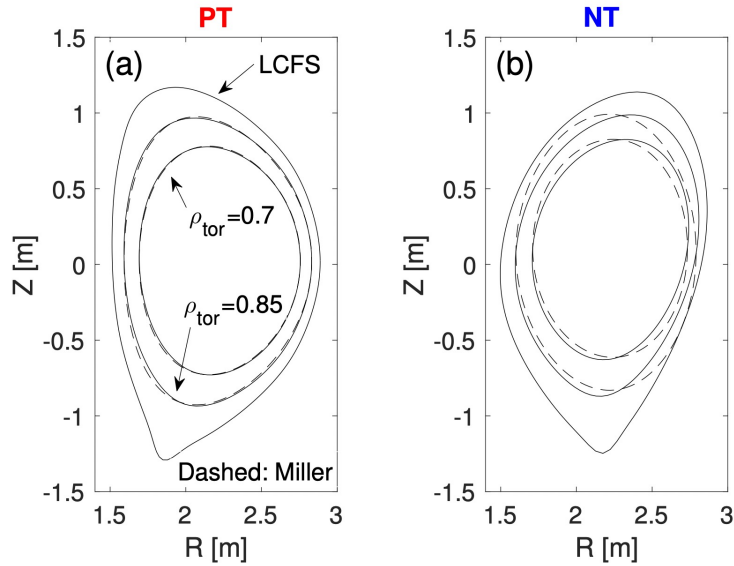 PT
NT
1.5
1
0.5
0
-0.5
-1
-1.5
1.5
2
2.5
3
Z [m]
R [m]
(a)
LCFS
ρtor=0.7
ρtor=0.85
Dashed: Miller
1.5
1
0.5
0
-0.5
-1
-1.5
1.5
2
2.5
3
Z [m]
R [m]
(b)